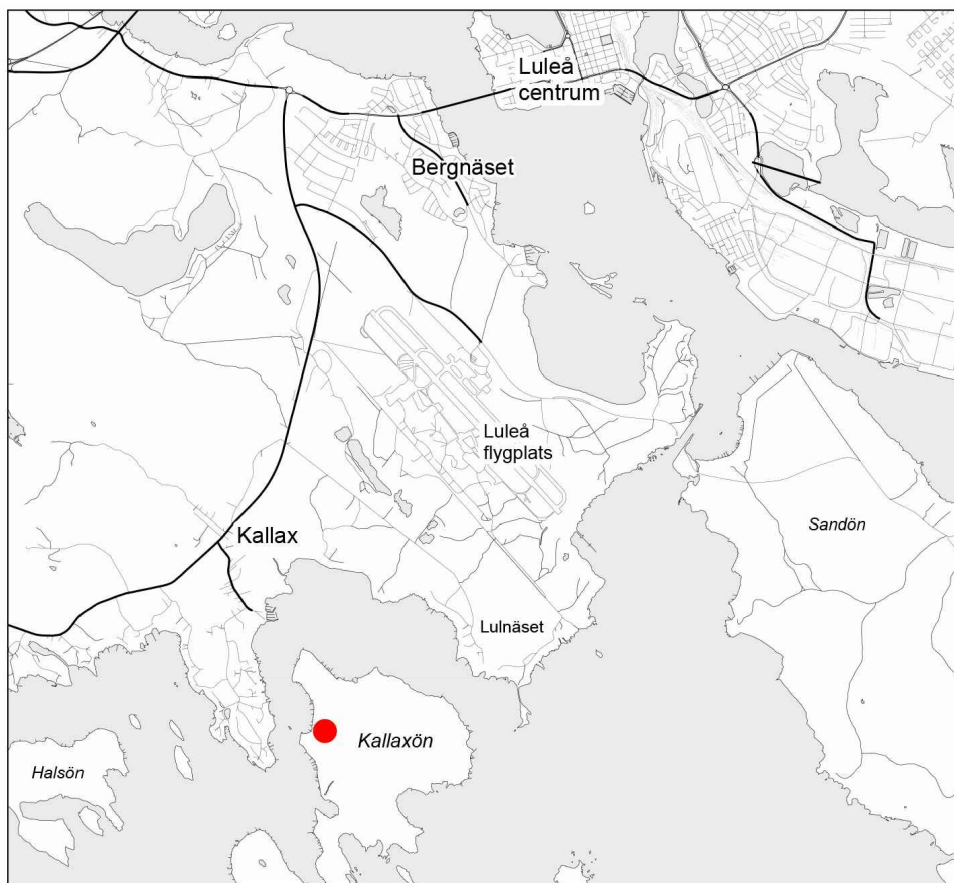 Luleå
centrum
Bergnäset
Luleå
flygplats
Sandön
Kallax
Lulnäset
Kallaxön
Halsön